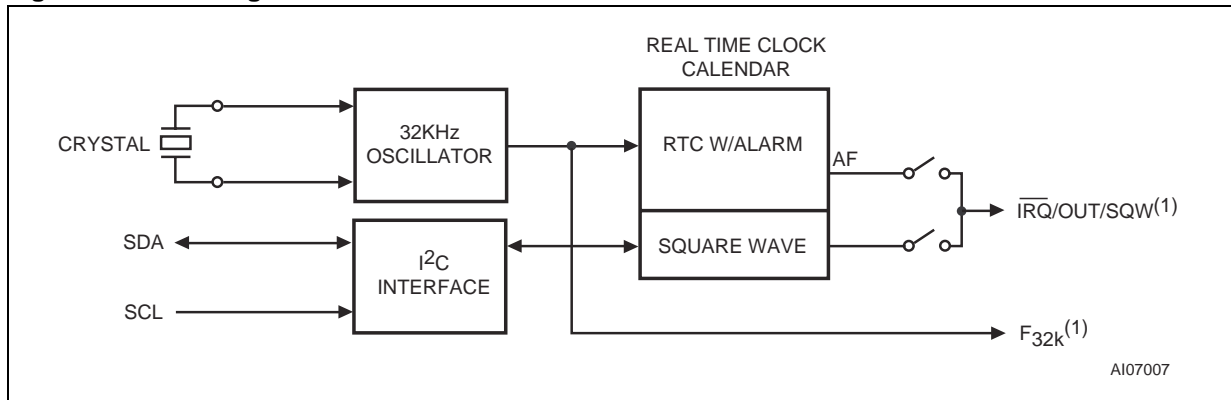 REAL TIME CLOCK
CALENDAR
CRYSTAL
32KHz
OSCILLATOR
RTC W/ALARM
AF
IRQ/OUT/SQW(1)
SDA
I2C
INTERFACE
SQUARE WAVE
SCL
F32k(1)
AI07007